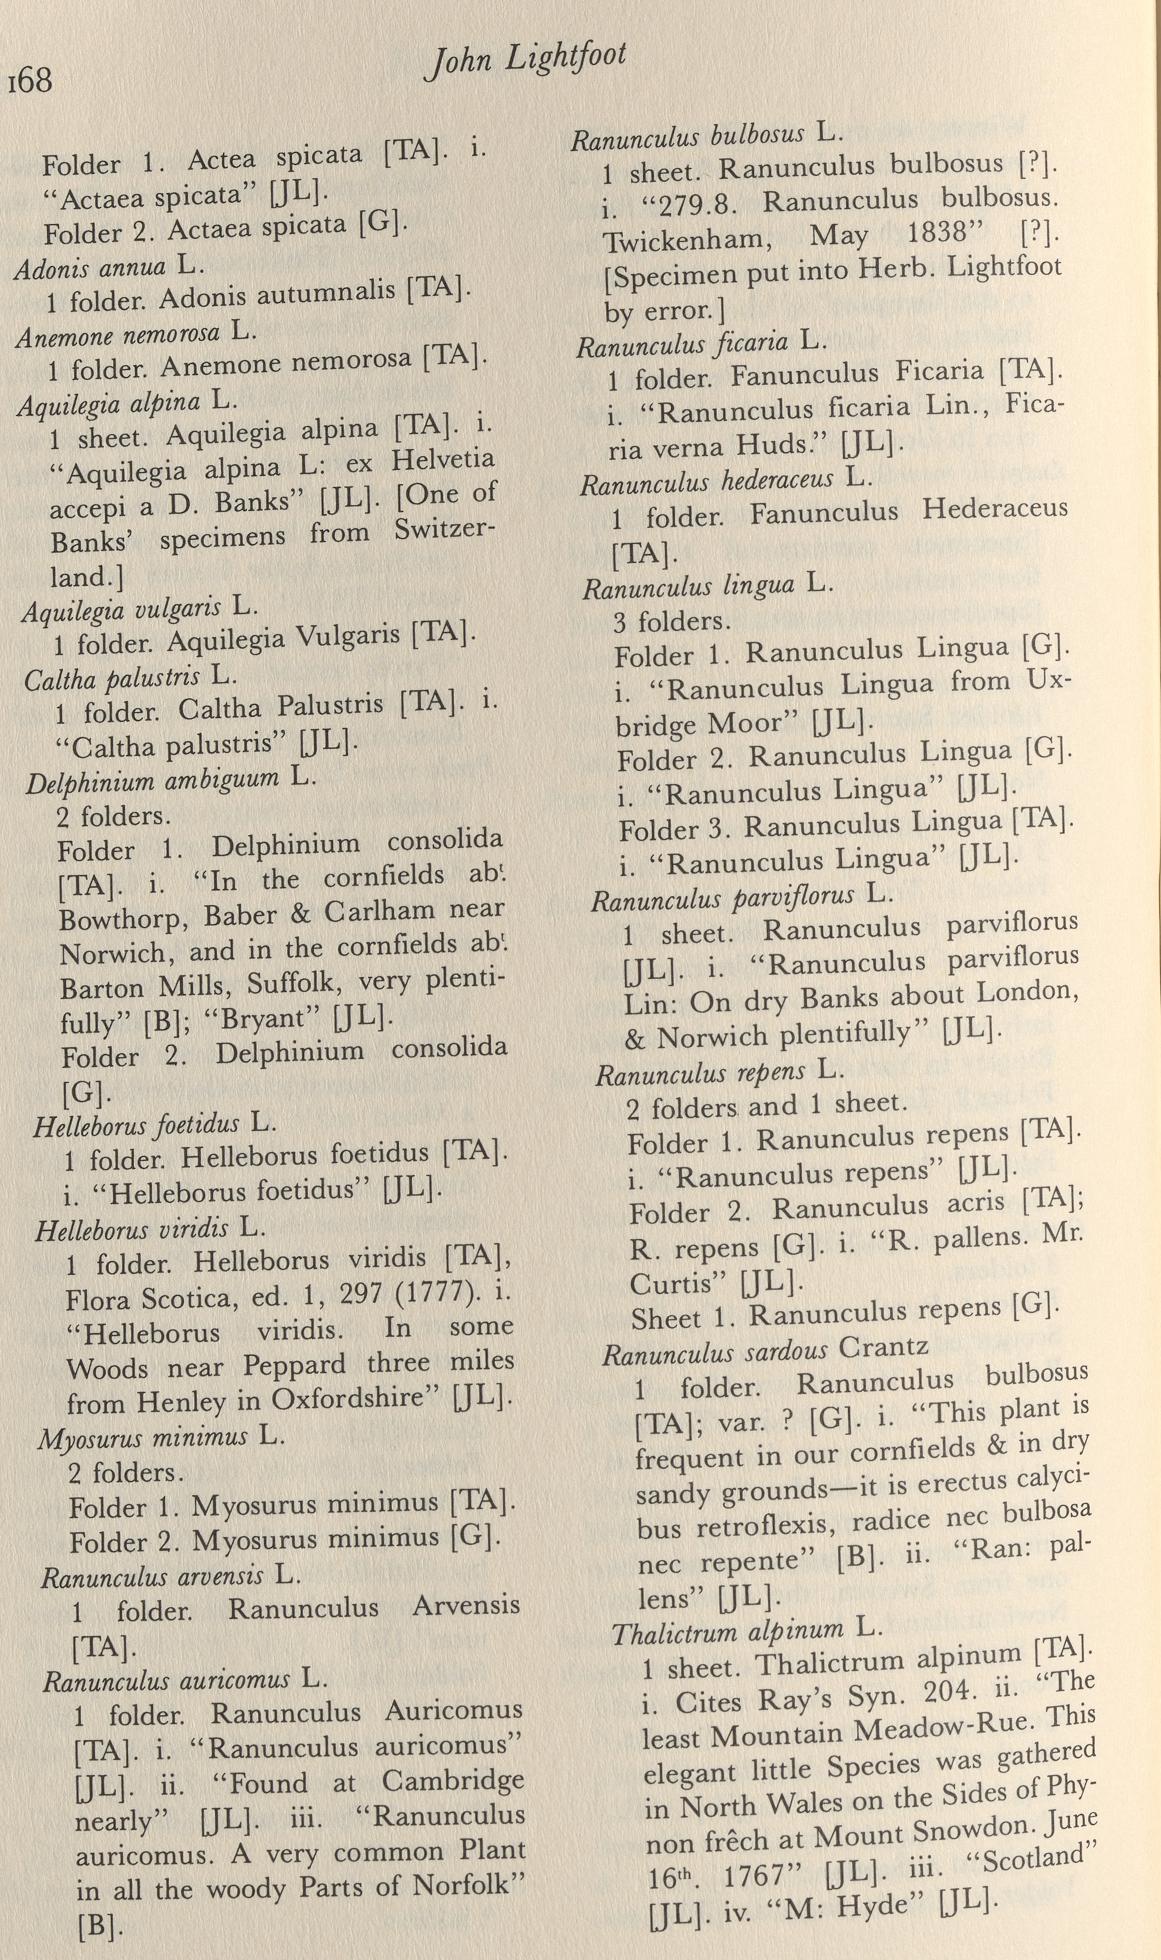 168
John Lightfoot
Folder 1. Actea spicata [TA]. i.
“Actaea spicata” [JL].
Folder 2. Actaea spicata [G].
Adonis annua L.
1 folder. Adonis autumnalis [TA].
Anemone nemorosa L.
1 folder. Anemone nemorosa [TA].
Aquilegia alpina L.
1 sheet. Aquilegia alpina [TA]. i.
“Aquilegia alpina L: ex Helvetia
accepi a D. Banks” [JL]. [One of
Banks’ specimens from Switzer-
land.]
Aquilegia vulgaris L.
1 folder. Aquilegia Vulgaris [TA].
Caltha palustris L.
1 folder. Caltha Palustris [TA]. i.
“Caltha palustris” [JL].
Delphinium ambiguum L.
2 folders.
Folder 1. Delphinium consolida
[TA]. i. “In the cornfields abᵗ.
Bowthorp, Baber & Carlham near
Norwich, and in the cornfields abᵗ.
Barton Mills, Suffolk, very plenti-
fully” [B]; “Bryant” [JL].
Folder 2. Delphinium consolida
[G].
Helleborus foetidus L.
1 folder. Helleborus foetidus [TA].
i. “Helleborus foetidus” [JL].
Helleborus viridis L.
1 folder. Helleborus viridis [TA],
Flora Scotica, ed. 1, 297 (1777). i.
“Helleborus viridis. In some
Woods near Peppard three miles
from Henley in Oxfordshire” [JL].
Myosurus minimus L.
2 folders.
Folder 1. Myosurus minimus [TA].
Folder 2. Myosurus minimus [G].
Ranunculus arvensis L.
1 folder. Ranunculus Arvensis
[TA].
Ranunculus auricomus L.
1 folder. Ranunculus Auricomus
[TA]. i. “Ranunculus auricomus”
[JL]. ii. “Found at Cambridge
nearly” [JL]. iii. “Ranunculus
auricomus. A very common Plant
in all the woody Parts of Norfolk”
[B].
Ranunculus bulbosus L.
1 sheet. Ranunculus bulbosus [?].
i. “279.8. Ranunculus bulbosus.
Twickenham, May 1838” [?].
[Specimen put into Herb. Lightfoot
by error.]
Ranunculus ficaria L.
1 folder. Fanunculus Ficaria [TA].
i. “Ranunculus ficaria Lin., Fica-
ria verna Huds.” [JL].
Ranunculus hederaceus L.
1 folder. Fanunculus Hederaceus
[TA].
Ranunculus lingua L.
3 folders.
Folder 1. Ranunculus Lingua [G].
i. “Ranunculus Lingua from Ux-
bridge Moor” [JL].
Folder 2. Ranunculus Lingua [G].
i. “Ranunculus Lingua” [JL].
Folder 3. Ranunculus Lingua [TA].
i. “Ranunculus Lingua” [JL].
Ranunculus parviflorus L.
1 sheet. Ranunculus parviflorus
[JL]. i. “Ranunculus parviflorus
Lin: On dry Banks about London,
& Norwich plentifully” [JL].
Ranunculus repens L.
2 folders and 1 sheet.
Folder 1. Ranunculus repens [TA].
i. “Ranunculus repens” [JL].
Folder 2. Ranunculus acris [TA];
R. repens [G]. i. “R. pallens. Mr.
Curtis” [JL].
Sheet 1. Ranunculus repens [G].
Ranunculus sardous Crantz
1 folder. Ranunculus bulbosus
[TA]; var. ? [G]. i. “This plant is
frequent in our cornfields & in dry
sandy grounds—it is erectus calyci-
bus retroflexis, radice nec bulbosa
nec repente” [B]. ii. “Ran: pal-
lens” [JL].
Thalictrum alpinum L.
1 sheet. Thalictrum alpinum [TA].
i. Cites Ray’s Syn. 204. ii. “The
least Mountain Meadow-Rue. This
elegant little Species was gathered
in North Wales on the Sides of Phy-
non frêch at Mount Snowdon. June
16ᵗʰ. 1767” [JL]. iii. “Scotland”
[JL]. iv. “M: Hyde” [JL].